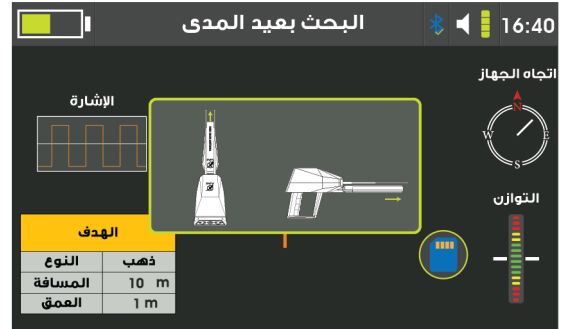 البحث بعيد المدى
16:40
اتجاه الجهاز
N
W E
S
الإشارة
التوازن
الهدف
النوع ذهب
المسافة 10 m
العمق 1 m